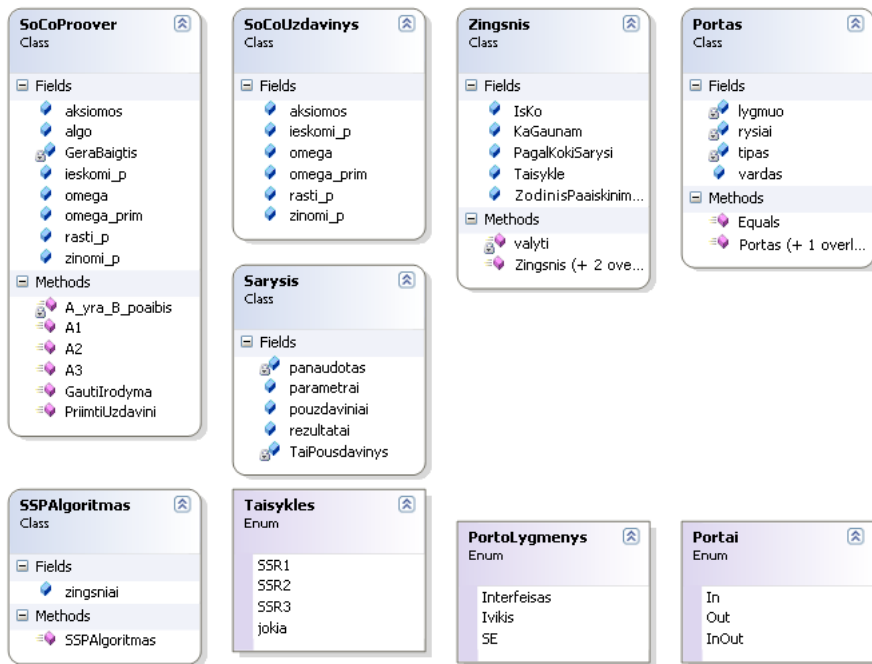 SoCoProover
Class
Fields
aksiomos
algo
GeraBaigtis
ieskomi_p
omega
omega_prim
rasti_p
zinomi_p
Methods
A_yra_B_poaibis
A1
A2
A3
GautiIrodyma
PriimtiUzdavini
SoCoUzdavinys
Class
Fields
aksiomos
ieskomi_p
omega
omega_prim
rasti_p
zinomi_p
Zingsnis
Class
Fields
IsKo
KaGaunam
PagalKokiSarysi
Taisykle
ZodinisPaaiskinim...
Methods
valyti
Zingsnis (+ 2 ove...
Portas
Class
Fields
lygmuo
rysiai
tipas
vardas
Methods
Equals
Portas (+ 1 overl...
Sarysis
Class
Fields
panaudotas
parametrai
pouzdaviniai
rezultatai
TaiPousdavinys
SSPAlgoritmas
Class
Fields
zingsniai
Methods
SSPAlgoritmas
Taisykles
Enum
SSR1
SSR2
SSR3
jokia
PortoLygmenys
Enum
Interfeisas
Ivikis
SE
Portai
Enum
In
Out
InOut